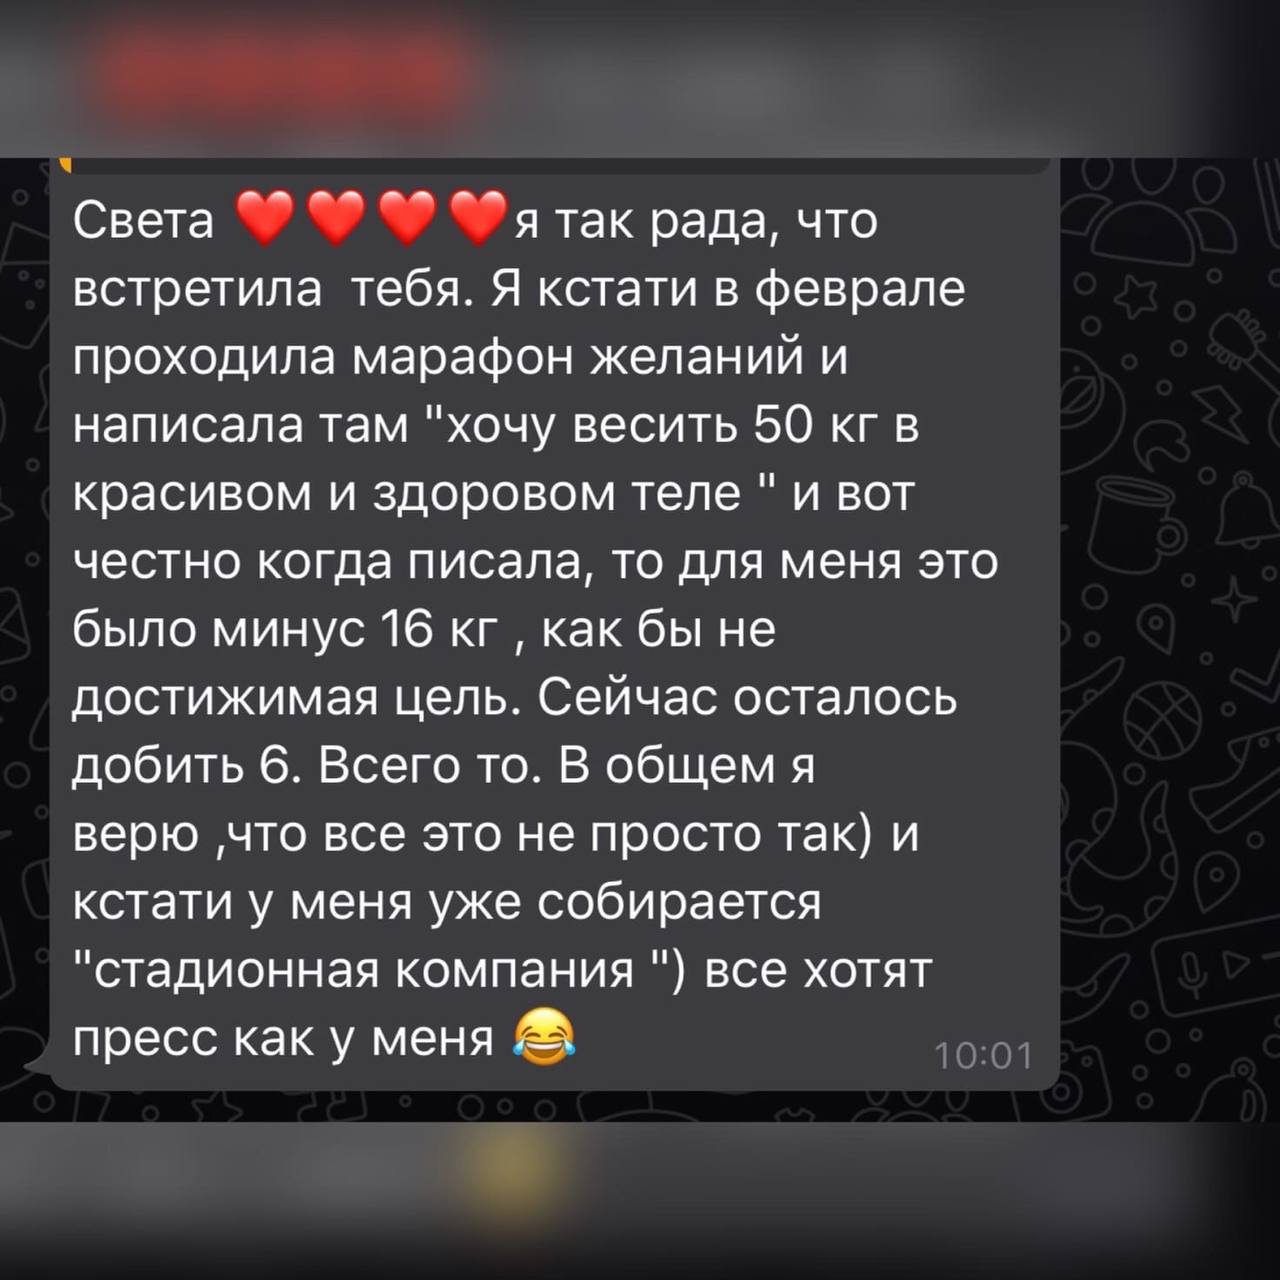 Света ❤️❤️❤️❤️я так рада, что
встретила  тебя. Я кстати в феврале
проходила марафон желаний и
написала там "хочу весить 50 кг в
красивом и здоровом теле " и вот
честно когда писала, то для меня это
было минус 16 кг , как бы не
достижимая цель. Сейчас осталось
добить 6. Всего то. В общем я
верю ,что все это не просто так) и
кстати у меня уже собирается
"стадионная компания ") все хотят
пресс как у меня 😂
10:01